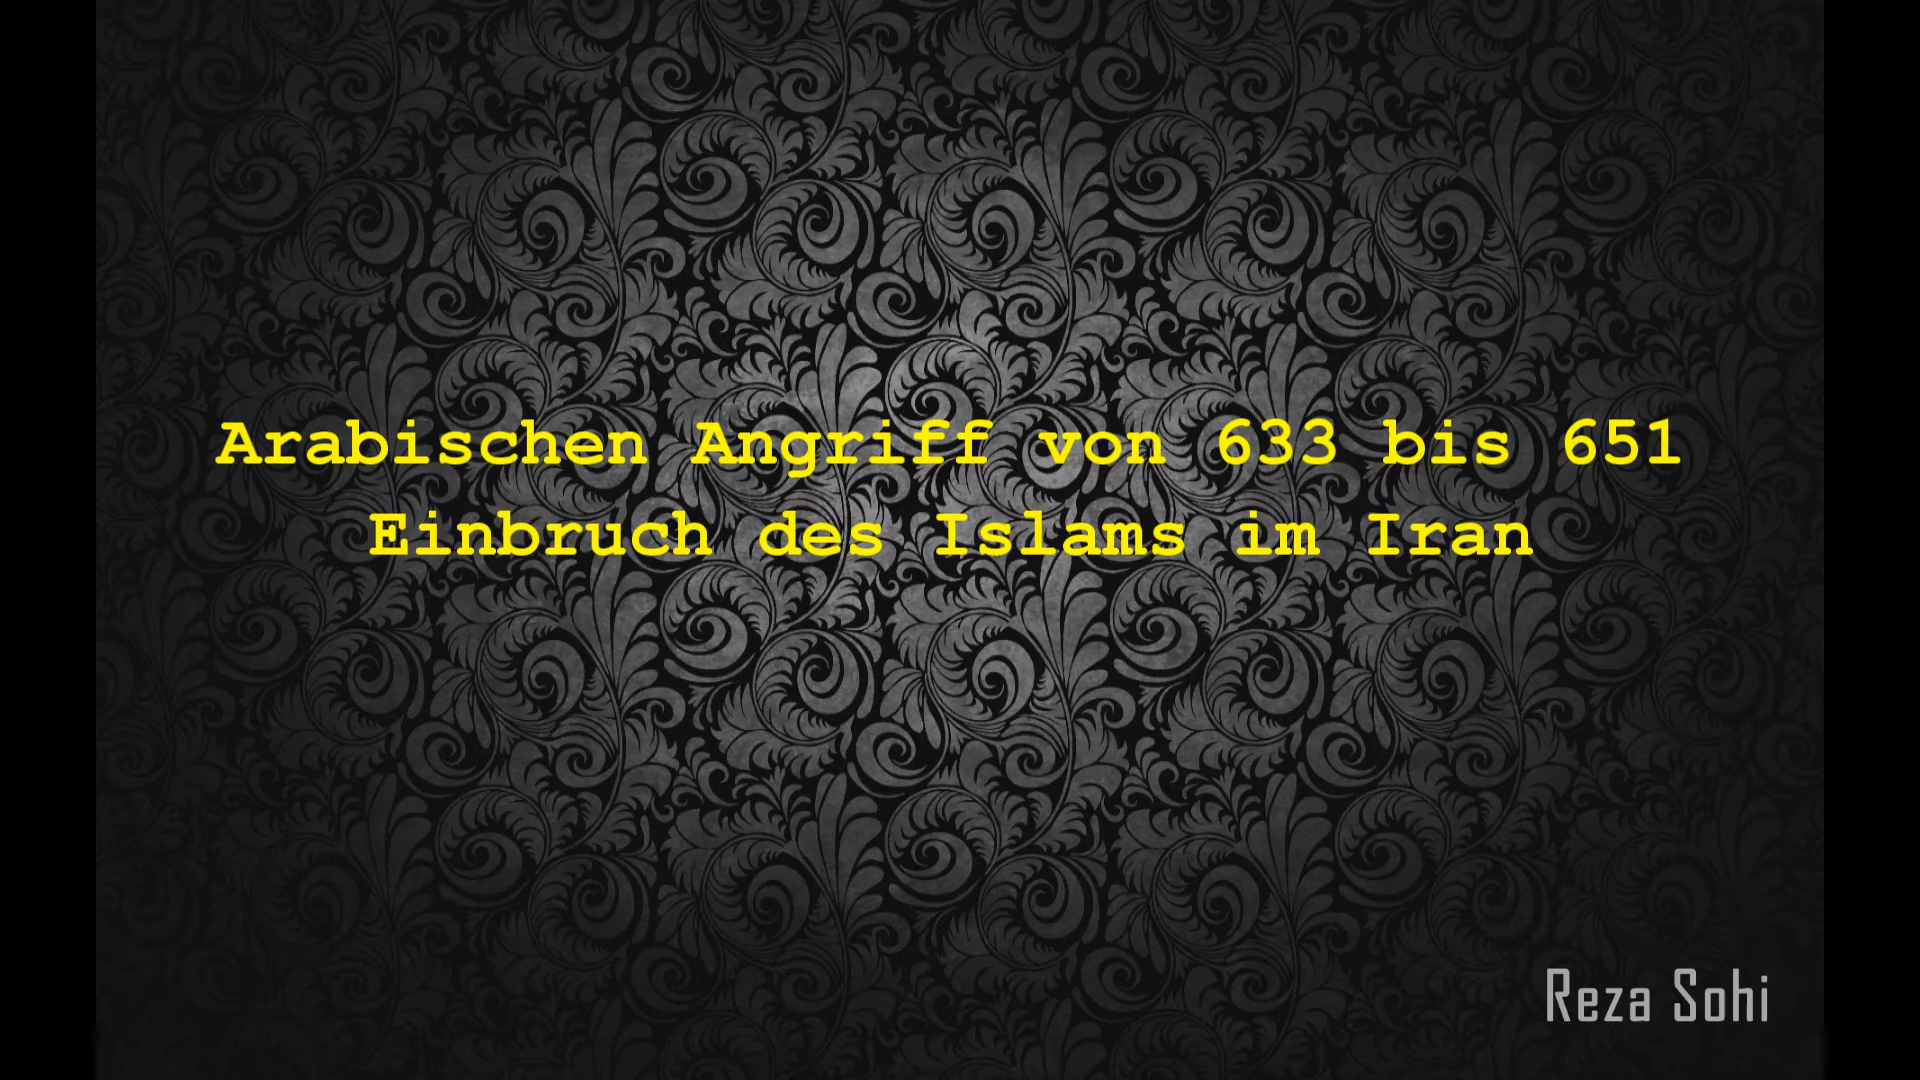 Arabischen Angriff von 633 bis 651
Einbruch des Islams im Iran
Reza Sohi